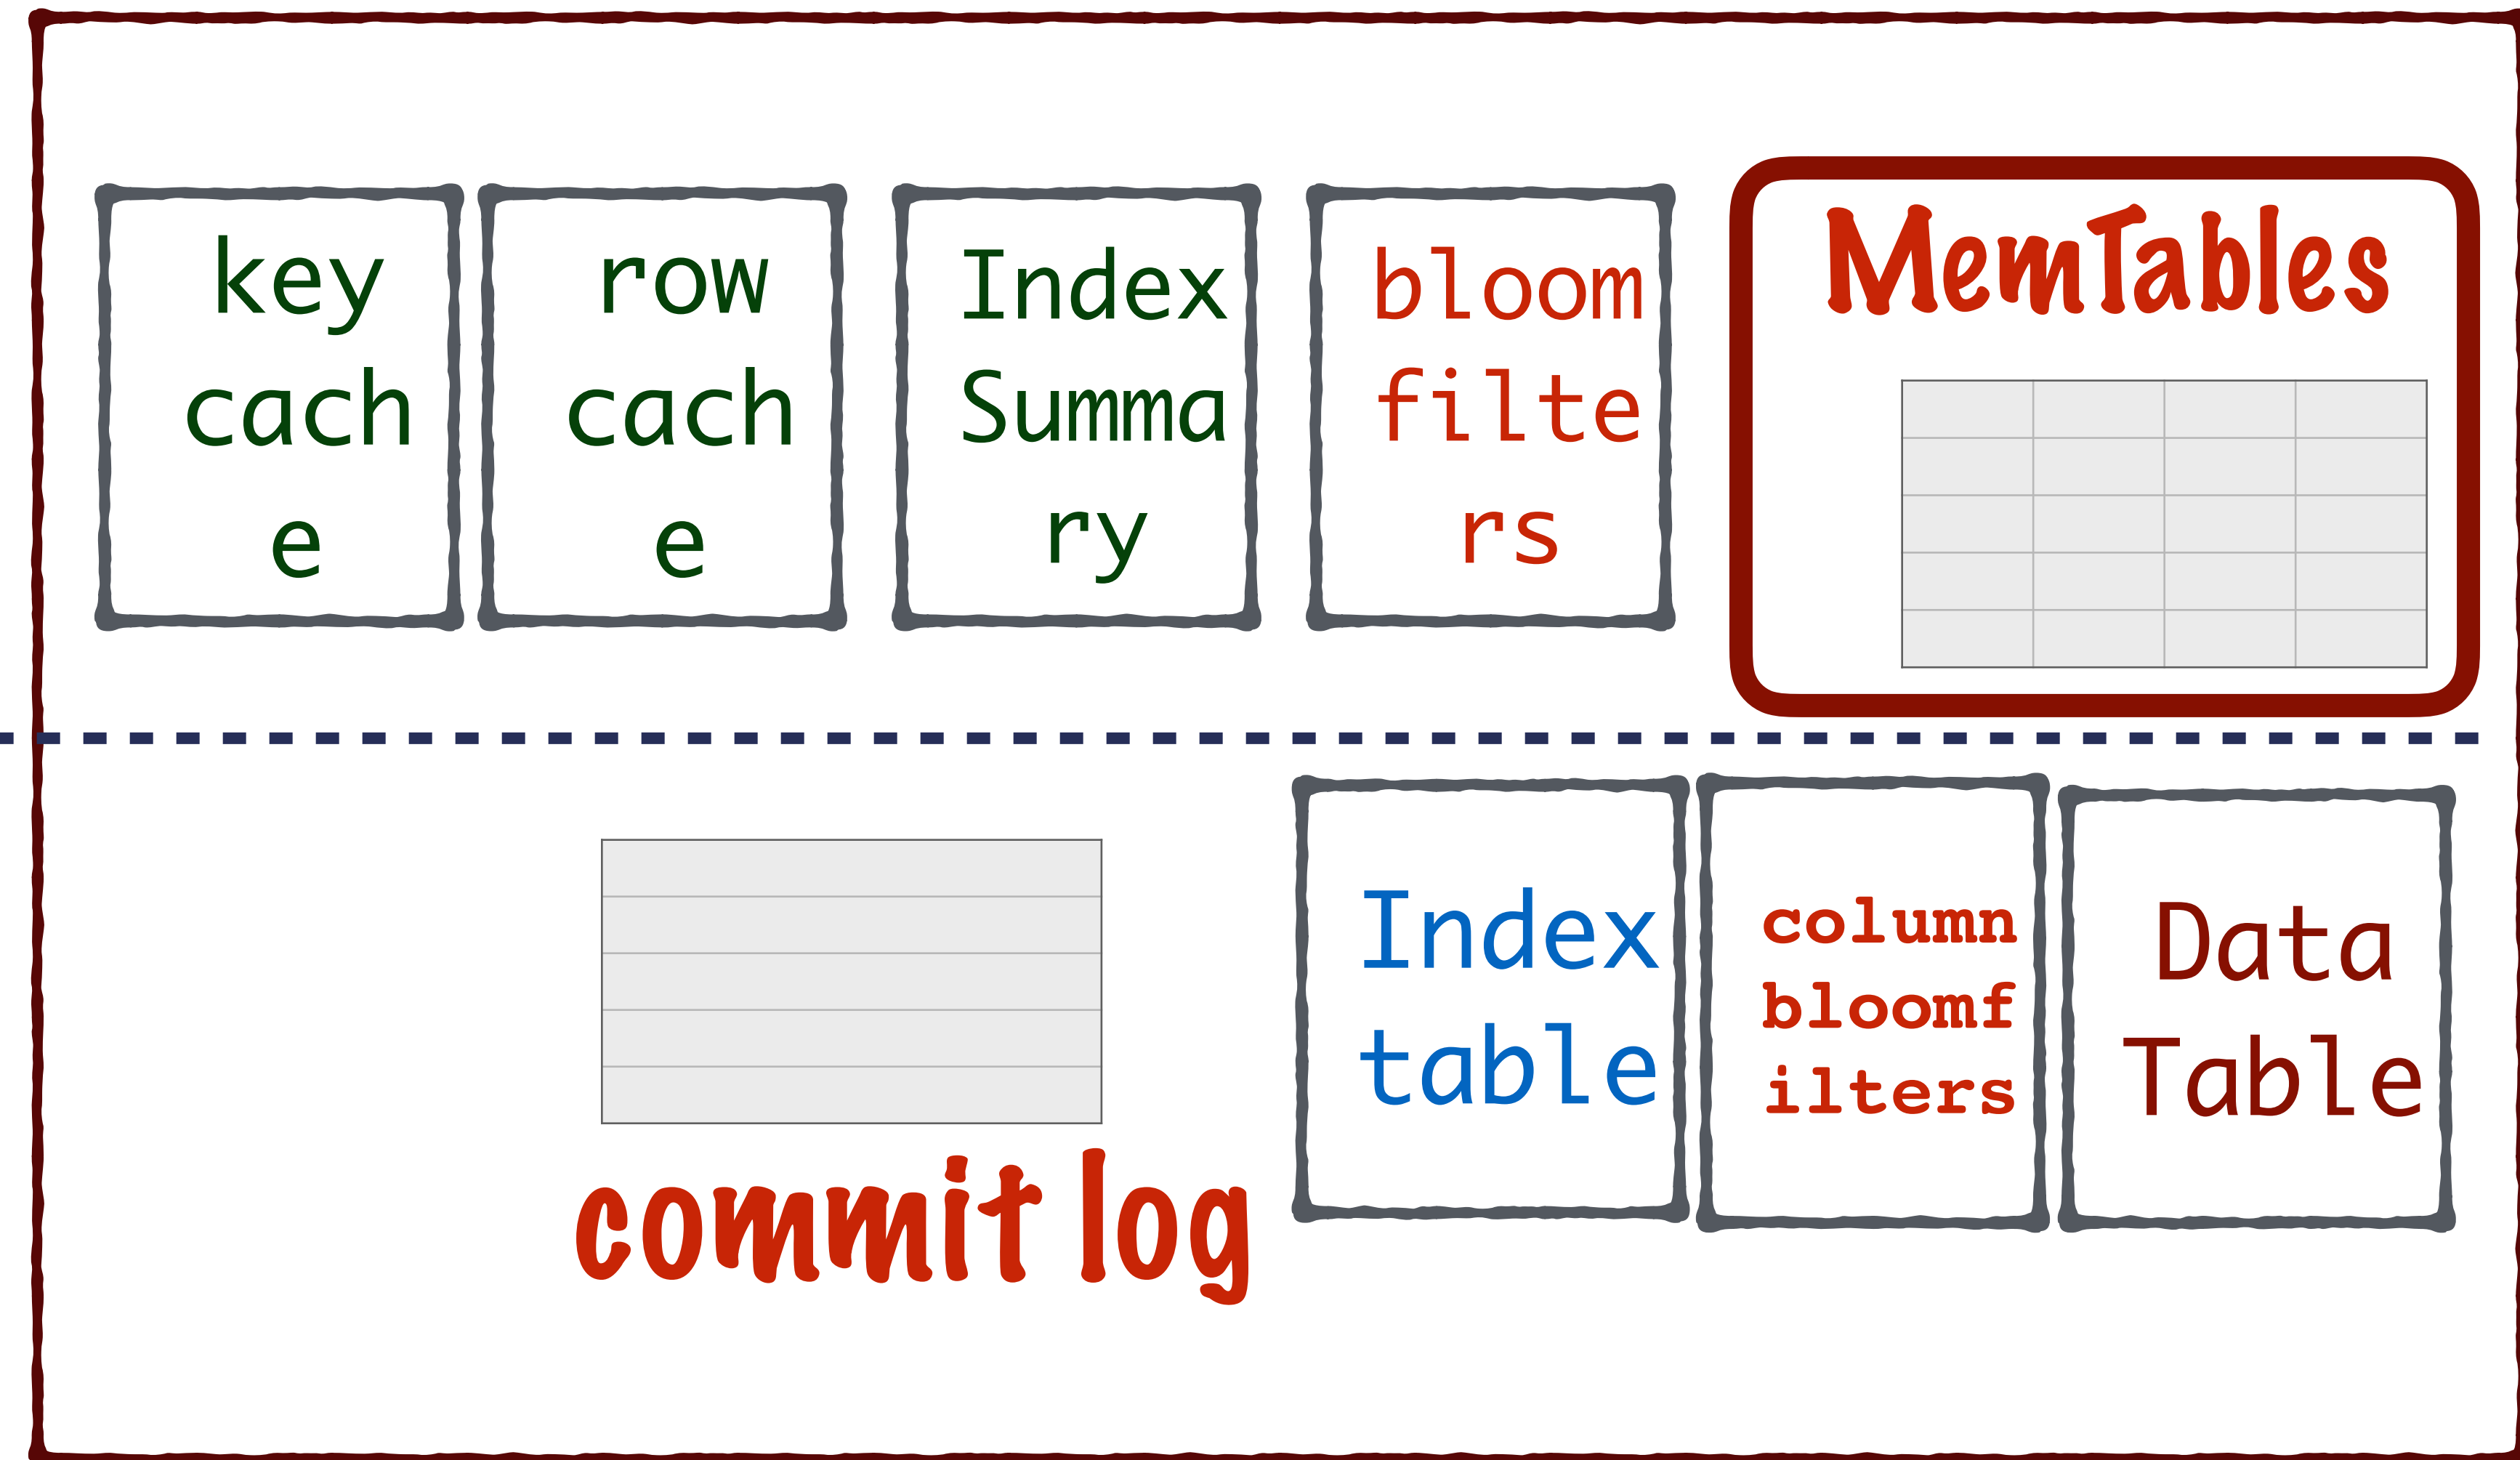 key
cach
e
row
cach
e
Index
Summa
ry
bloom
filte
rs
MemTables
commit log
Index
table
column
bloomf
ilters
Data
Table